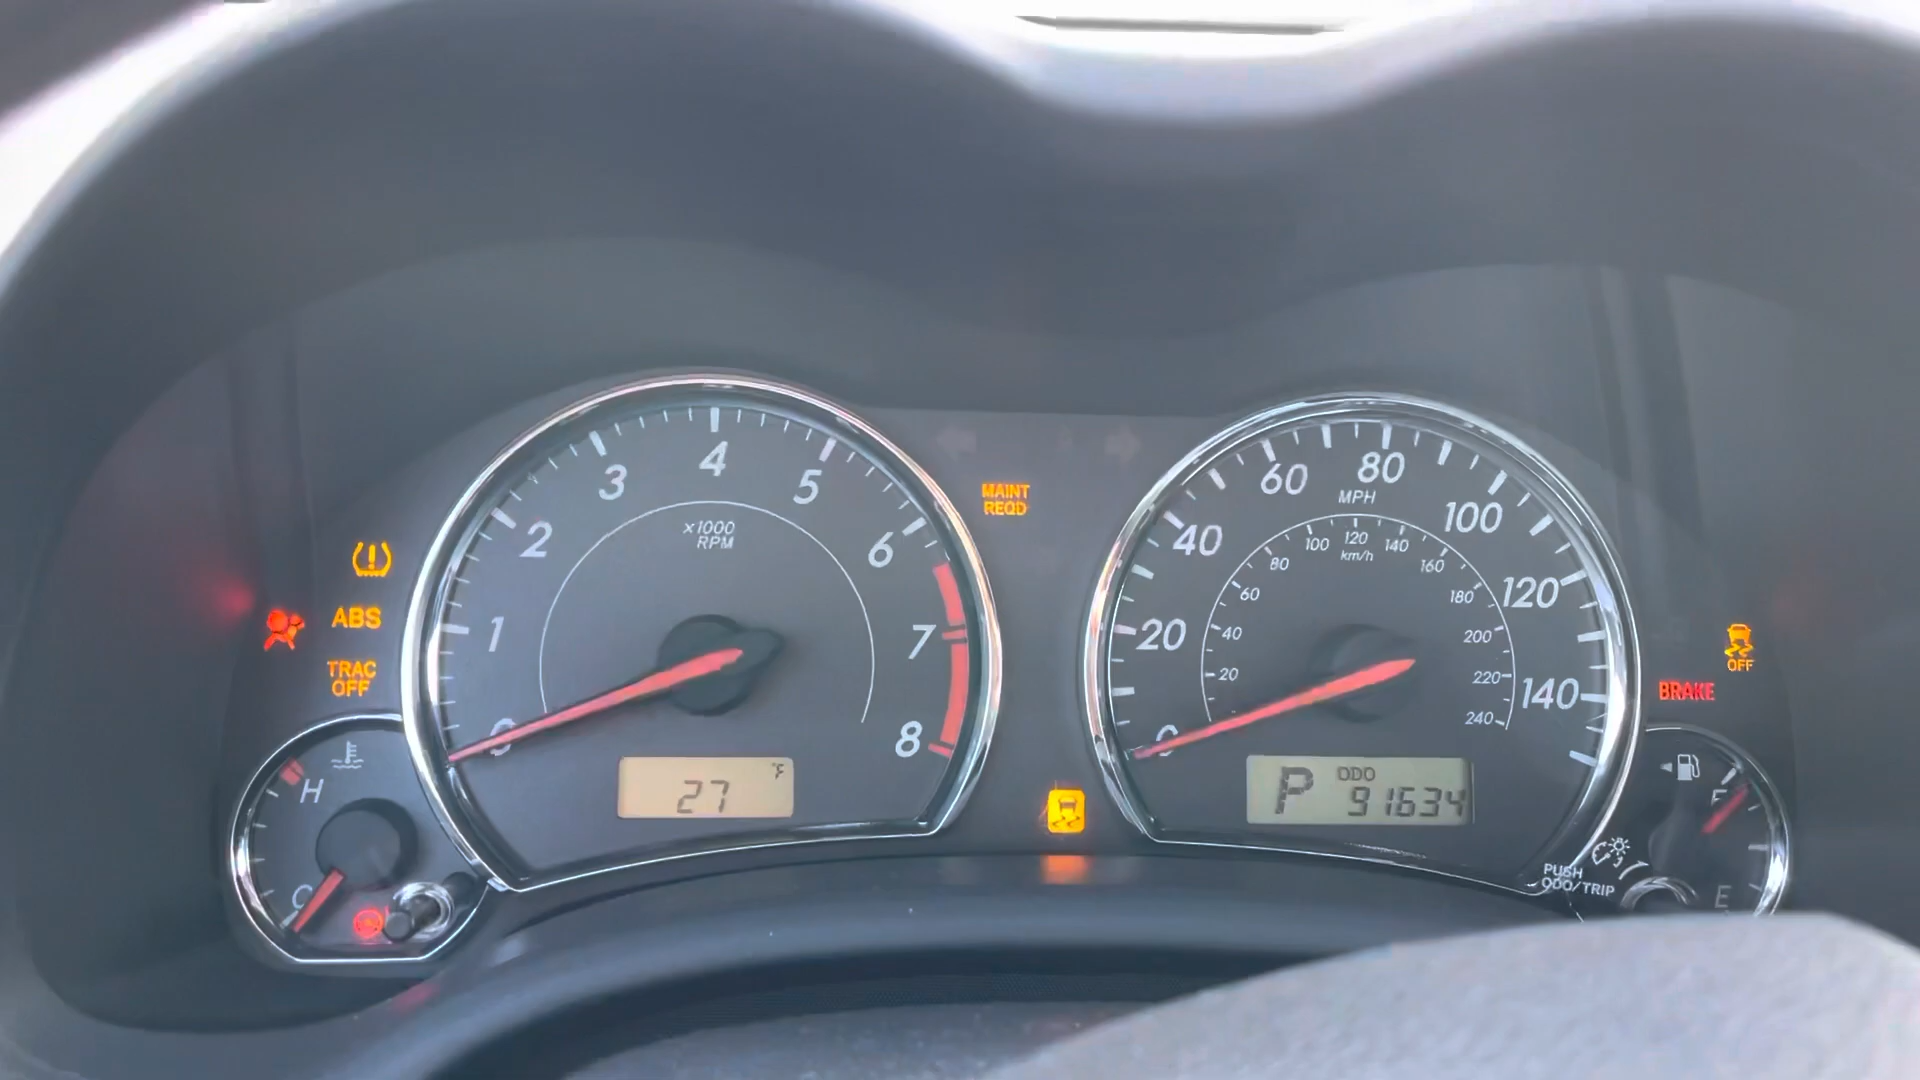 4
3
5
60
80
MPH
MAINT
REQD
2
x1000
RPM
6
40
100
100
120
140
km/h
80
160
ABS
1
7
20
60
40
180
200
120
TRAC
OFF
20
220
240
140
OFF
BRAKE
0
8
H
°F
27
P
ODO
91634
F
C
PUSH
ODO/TRIP
E